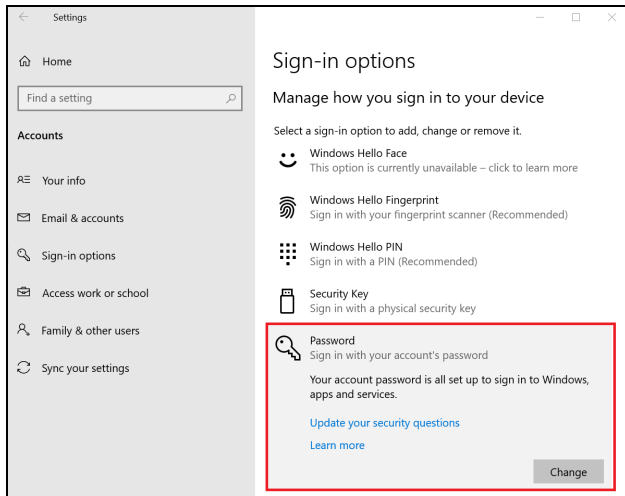 Settings
Home
Find a setting
Accounts
Your info
Email & accounts
Sign-in options
Access work or school
Family & other users
Sync your settings
Sign-in options
Manage how you sign in to your device
Select a sign-in option to add, change or remove it.
Windows Hello Face
This option is currently unavailable – click to learn more
Windows Hello Fingerprint
Sign in with your fingerprint scanner (Recommended)
Windows Hello PIN
Sign in with a PIN (Recommended)
Security Key
Sign in with a physical security key
Password
Sign in with your account's password
Your account password is all set up to sign in to Windows,
apps and services.
Update your security questions
Learn more
Change